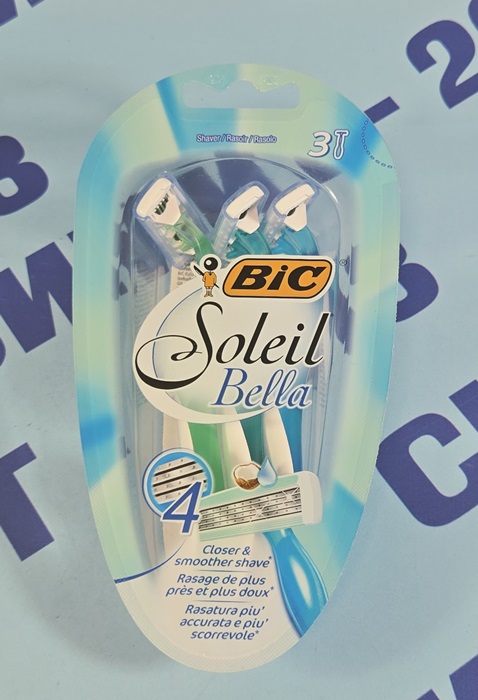 Shaver/Rasoir/Rasoio
3
BiC®
Soleil
Bella
4
Closer &
smoother shave*
Rasage de plus
près et plus doux*
Rasatura piu'
accurata e piu'
scorrevole*